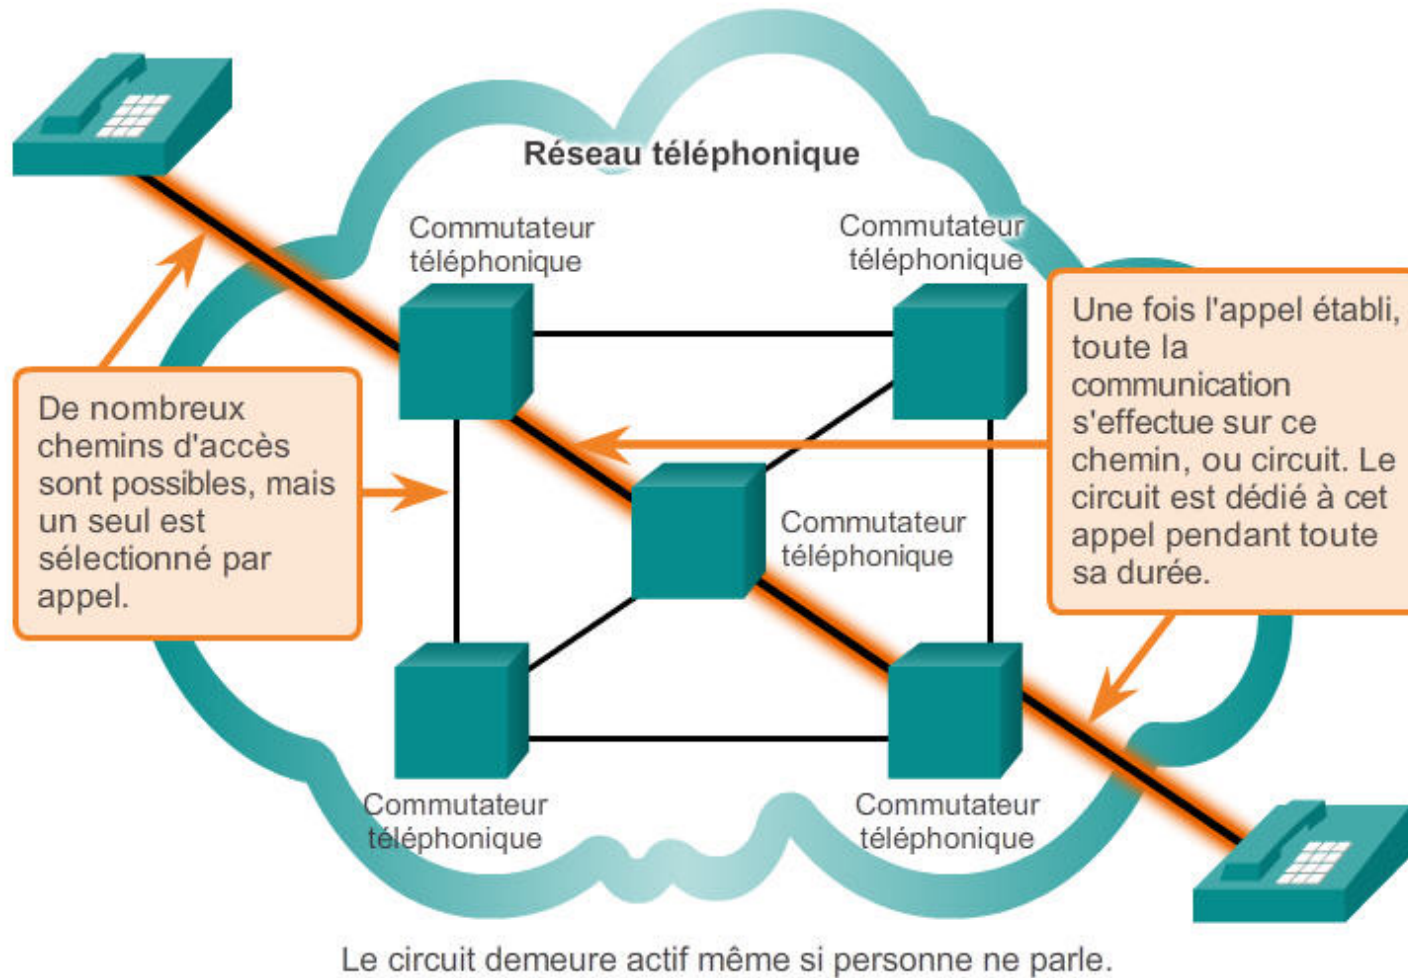 Réseau téléphonique
Commutateur
téléphonique
Commutateur
téléphonique
De nombreux
chemins d'accès
sont possibles, mais
un seul est
sélectionné par
appel.
Une fois l'appel établi,
toute la
communication
s'effectue sur ce
chemin, ou circuit. Le
circuit est dédié à cet
appel pendant toute
sa durée.
Commutateur
téléphonique
Commutateur
téléphonique
Commutateur
téléphonique
Le circuit demeure actif même si personne ne parle.